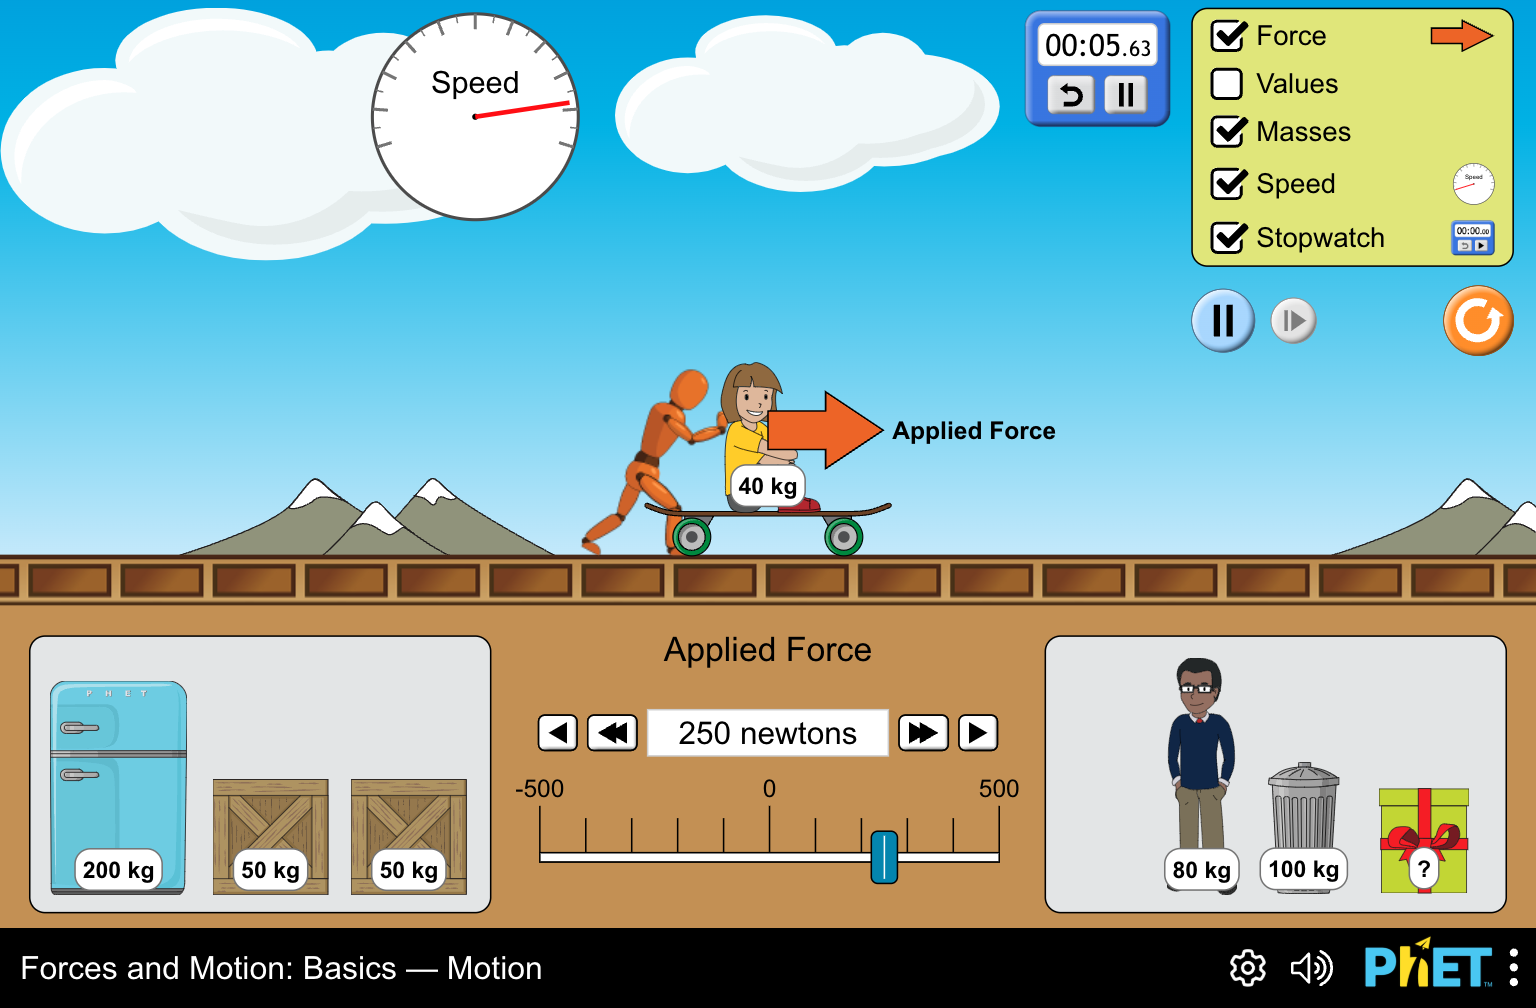 Speed
00:05.63
Force
Values
Masses
Speed
Speed
Stopwatch
00:00.00
Applied Force
40 kg
Applied Force
PHET
250 newtons
-500 0 500
200 kg
50 kg
50 kg
80 kg
100 kg
?
Forces and Motion: Basics — Motion
PhET™